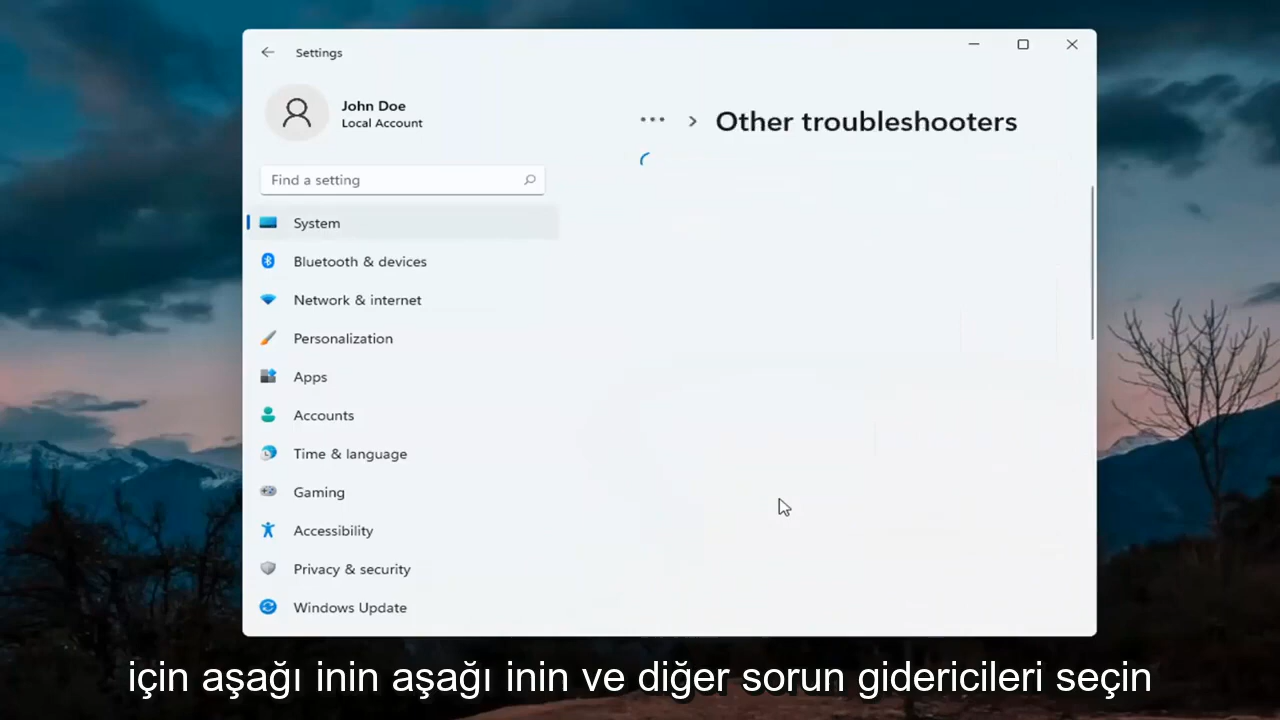 Settings
John Doe
Local Account
Find a setting
System
Bluetooth & devices
Network & internet
Personalization
Apps
Accounts
Time & language
Gaming
Accessibility
Privacy & security
Windows Update
... > Other troubleshooters
için aşağı inin aşağı inin ve diğer sorun gidericileri seçin